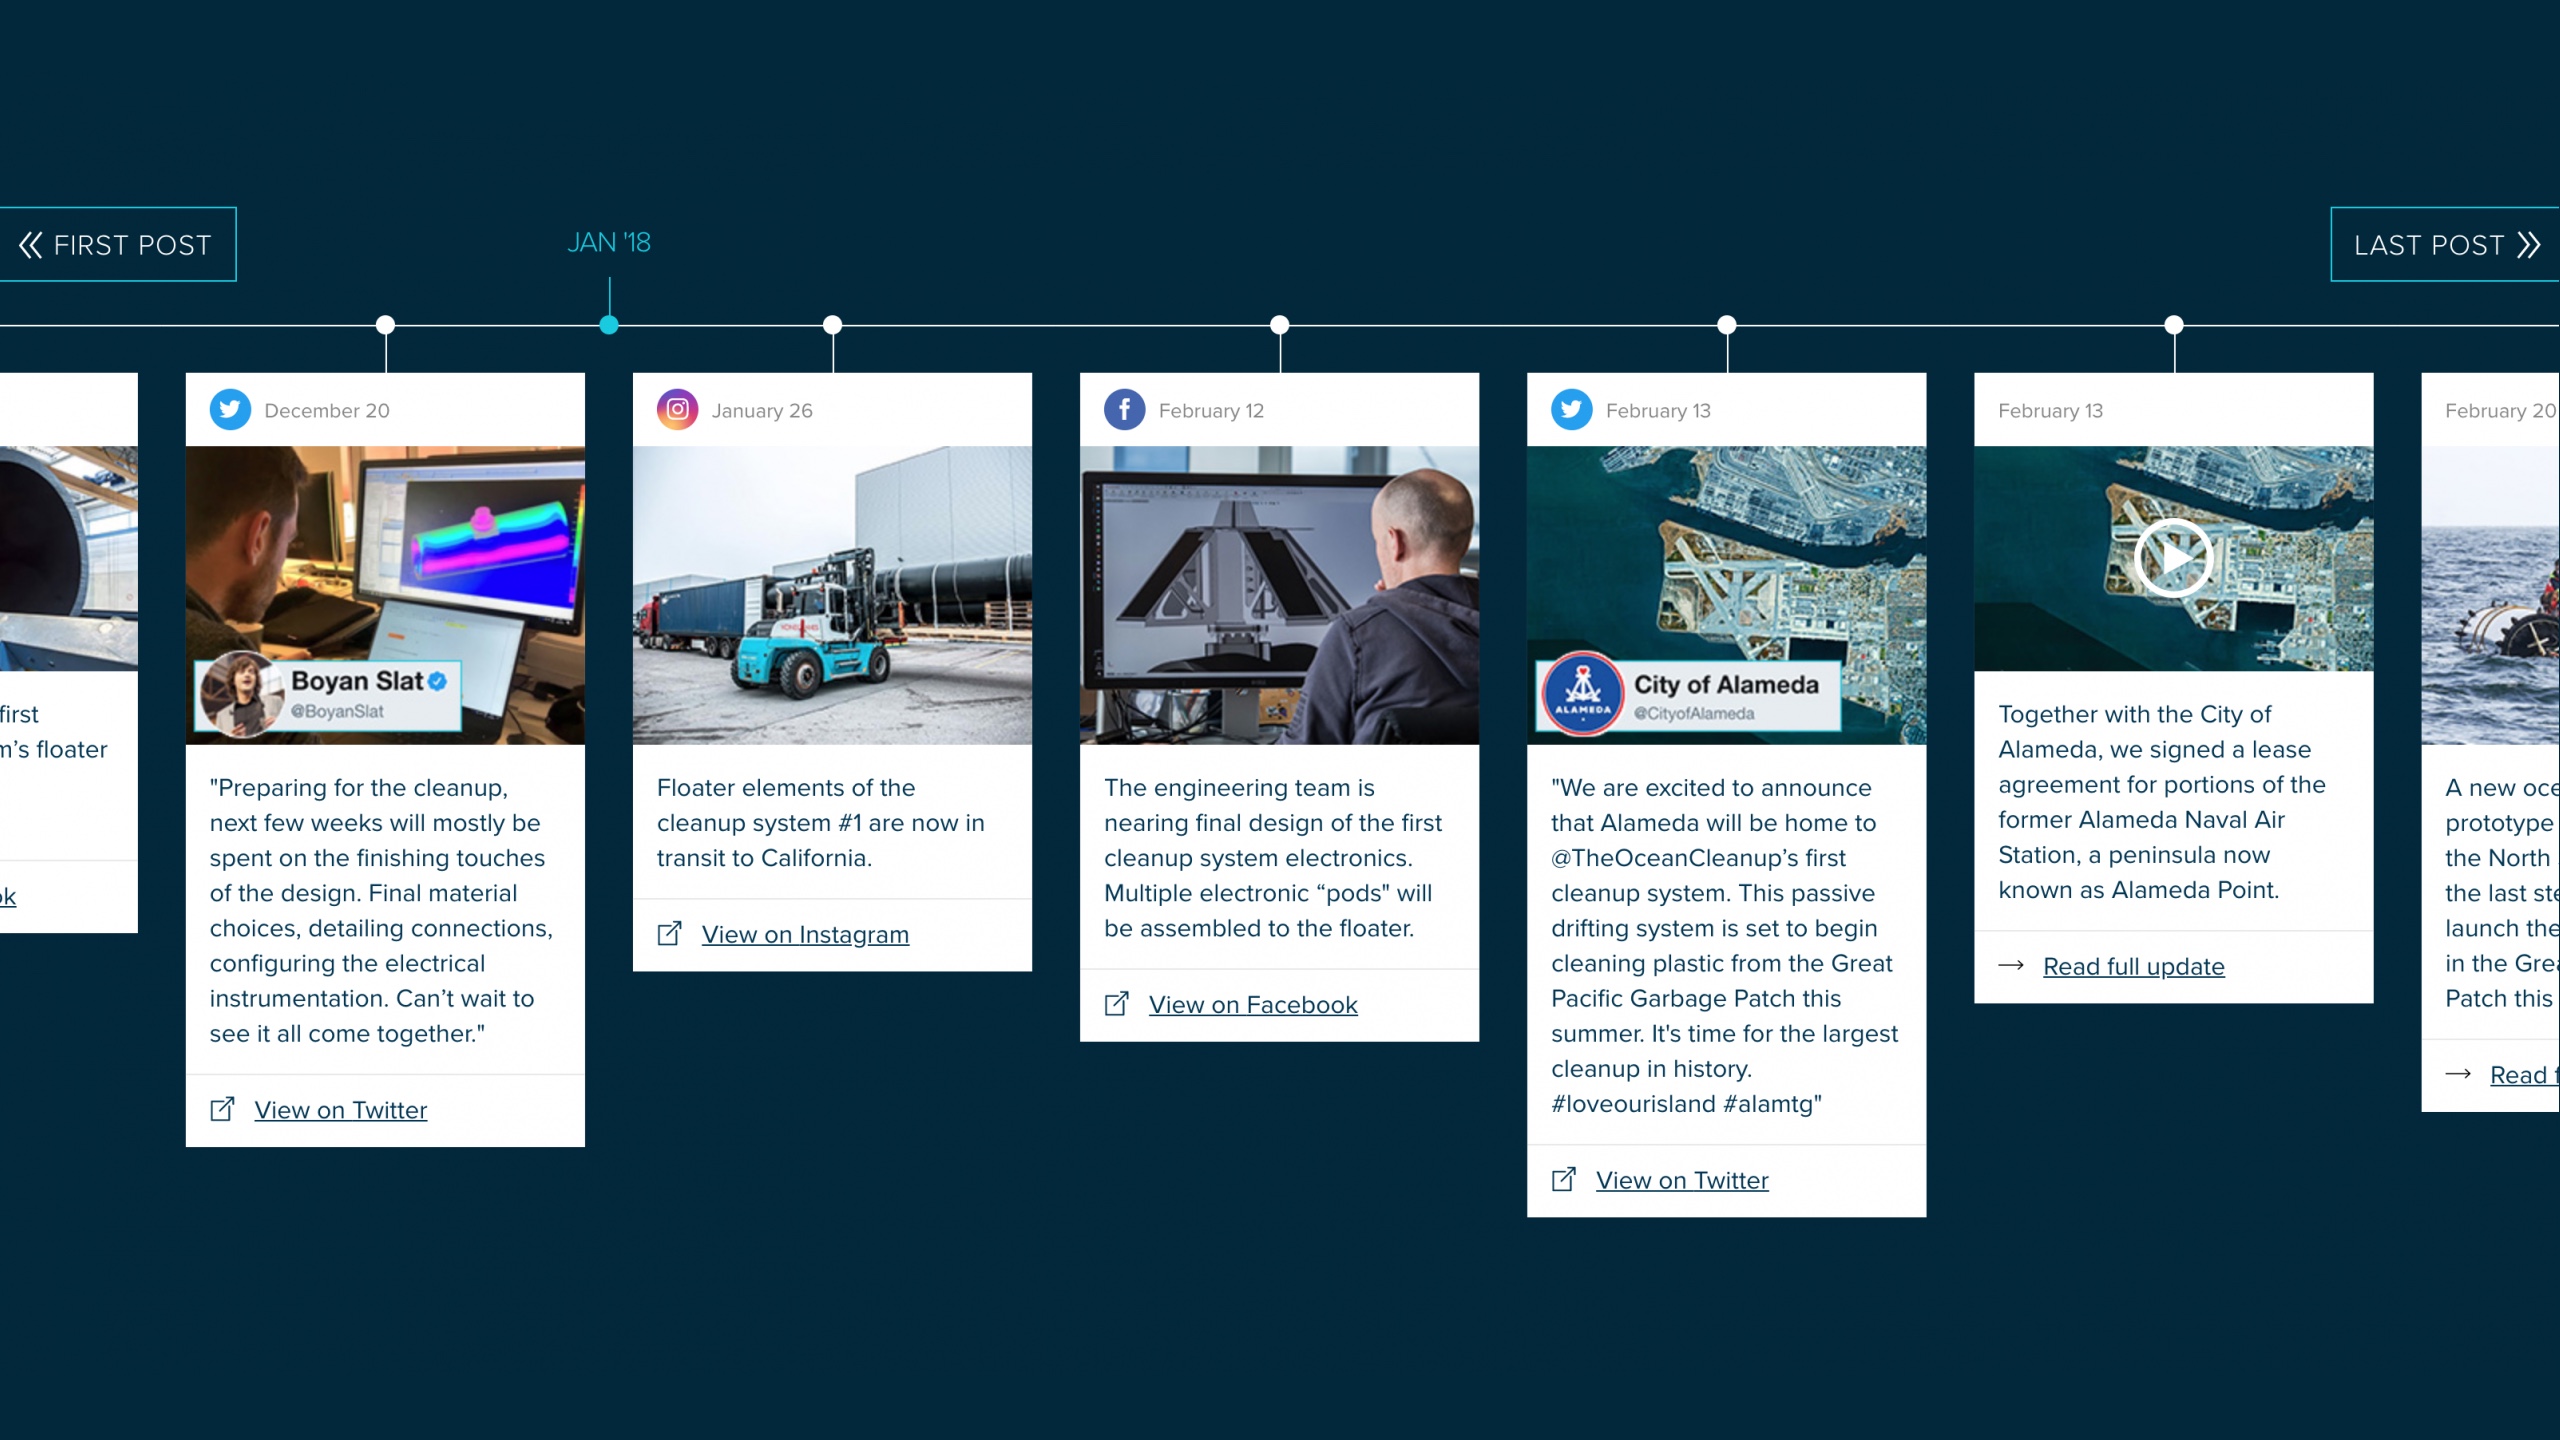 FIRST POST
JAN '18
LAST POST
first
m's floater
ok
December 20
Boyan Slat
@BoyanSlat
"Preparing for the cleanup,
next few weeks will mostly be
spent on the finishing touches
of the design. Final material
choices, detailing connections,
configuring the electrical
instrumentation. Can’t wait to
see it all come together."
View on Twitter
January 26
Floater elements of the
cleanup system #1 are now in
transit to California.
View on Instagram
February 12
The engineering team is
nearing final design of the first
cleanup system electronics.
Multiple electronic “pods" will
be assembled to the floater.
View on Facebook
February 13
ALAMEDA
City of Alameda
@CityofAlameda
"We are excited to announce
that Alameda will be home to
@TheOceanCleanup’s first
cleanup system. This passive
drifting system is set to begin
cleaning plastic from the Great
Pacific Garbage Patch this
summer. It's time for the largest
cleanup in history.
#loveourisland #alamtg"
View on Twitter
February 13
Together with the City of
Alameda, we signed a lease
agreement for portions of the
former Alameda Naval Air
Station, a peninsula now
known as Alameda Point.
Read full update
February 20
A new oce
prototype
the North
the last ste
launch the
in the Grea
Patch this
Read f